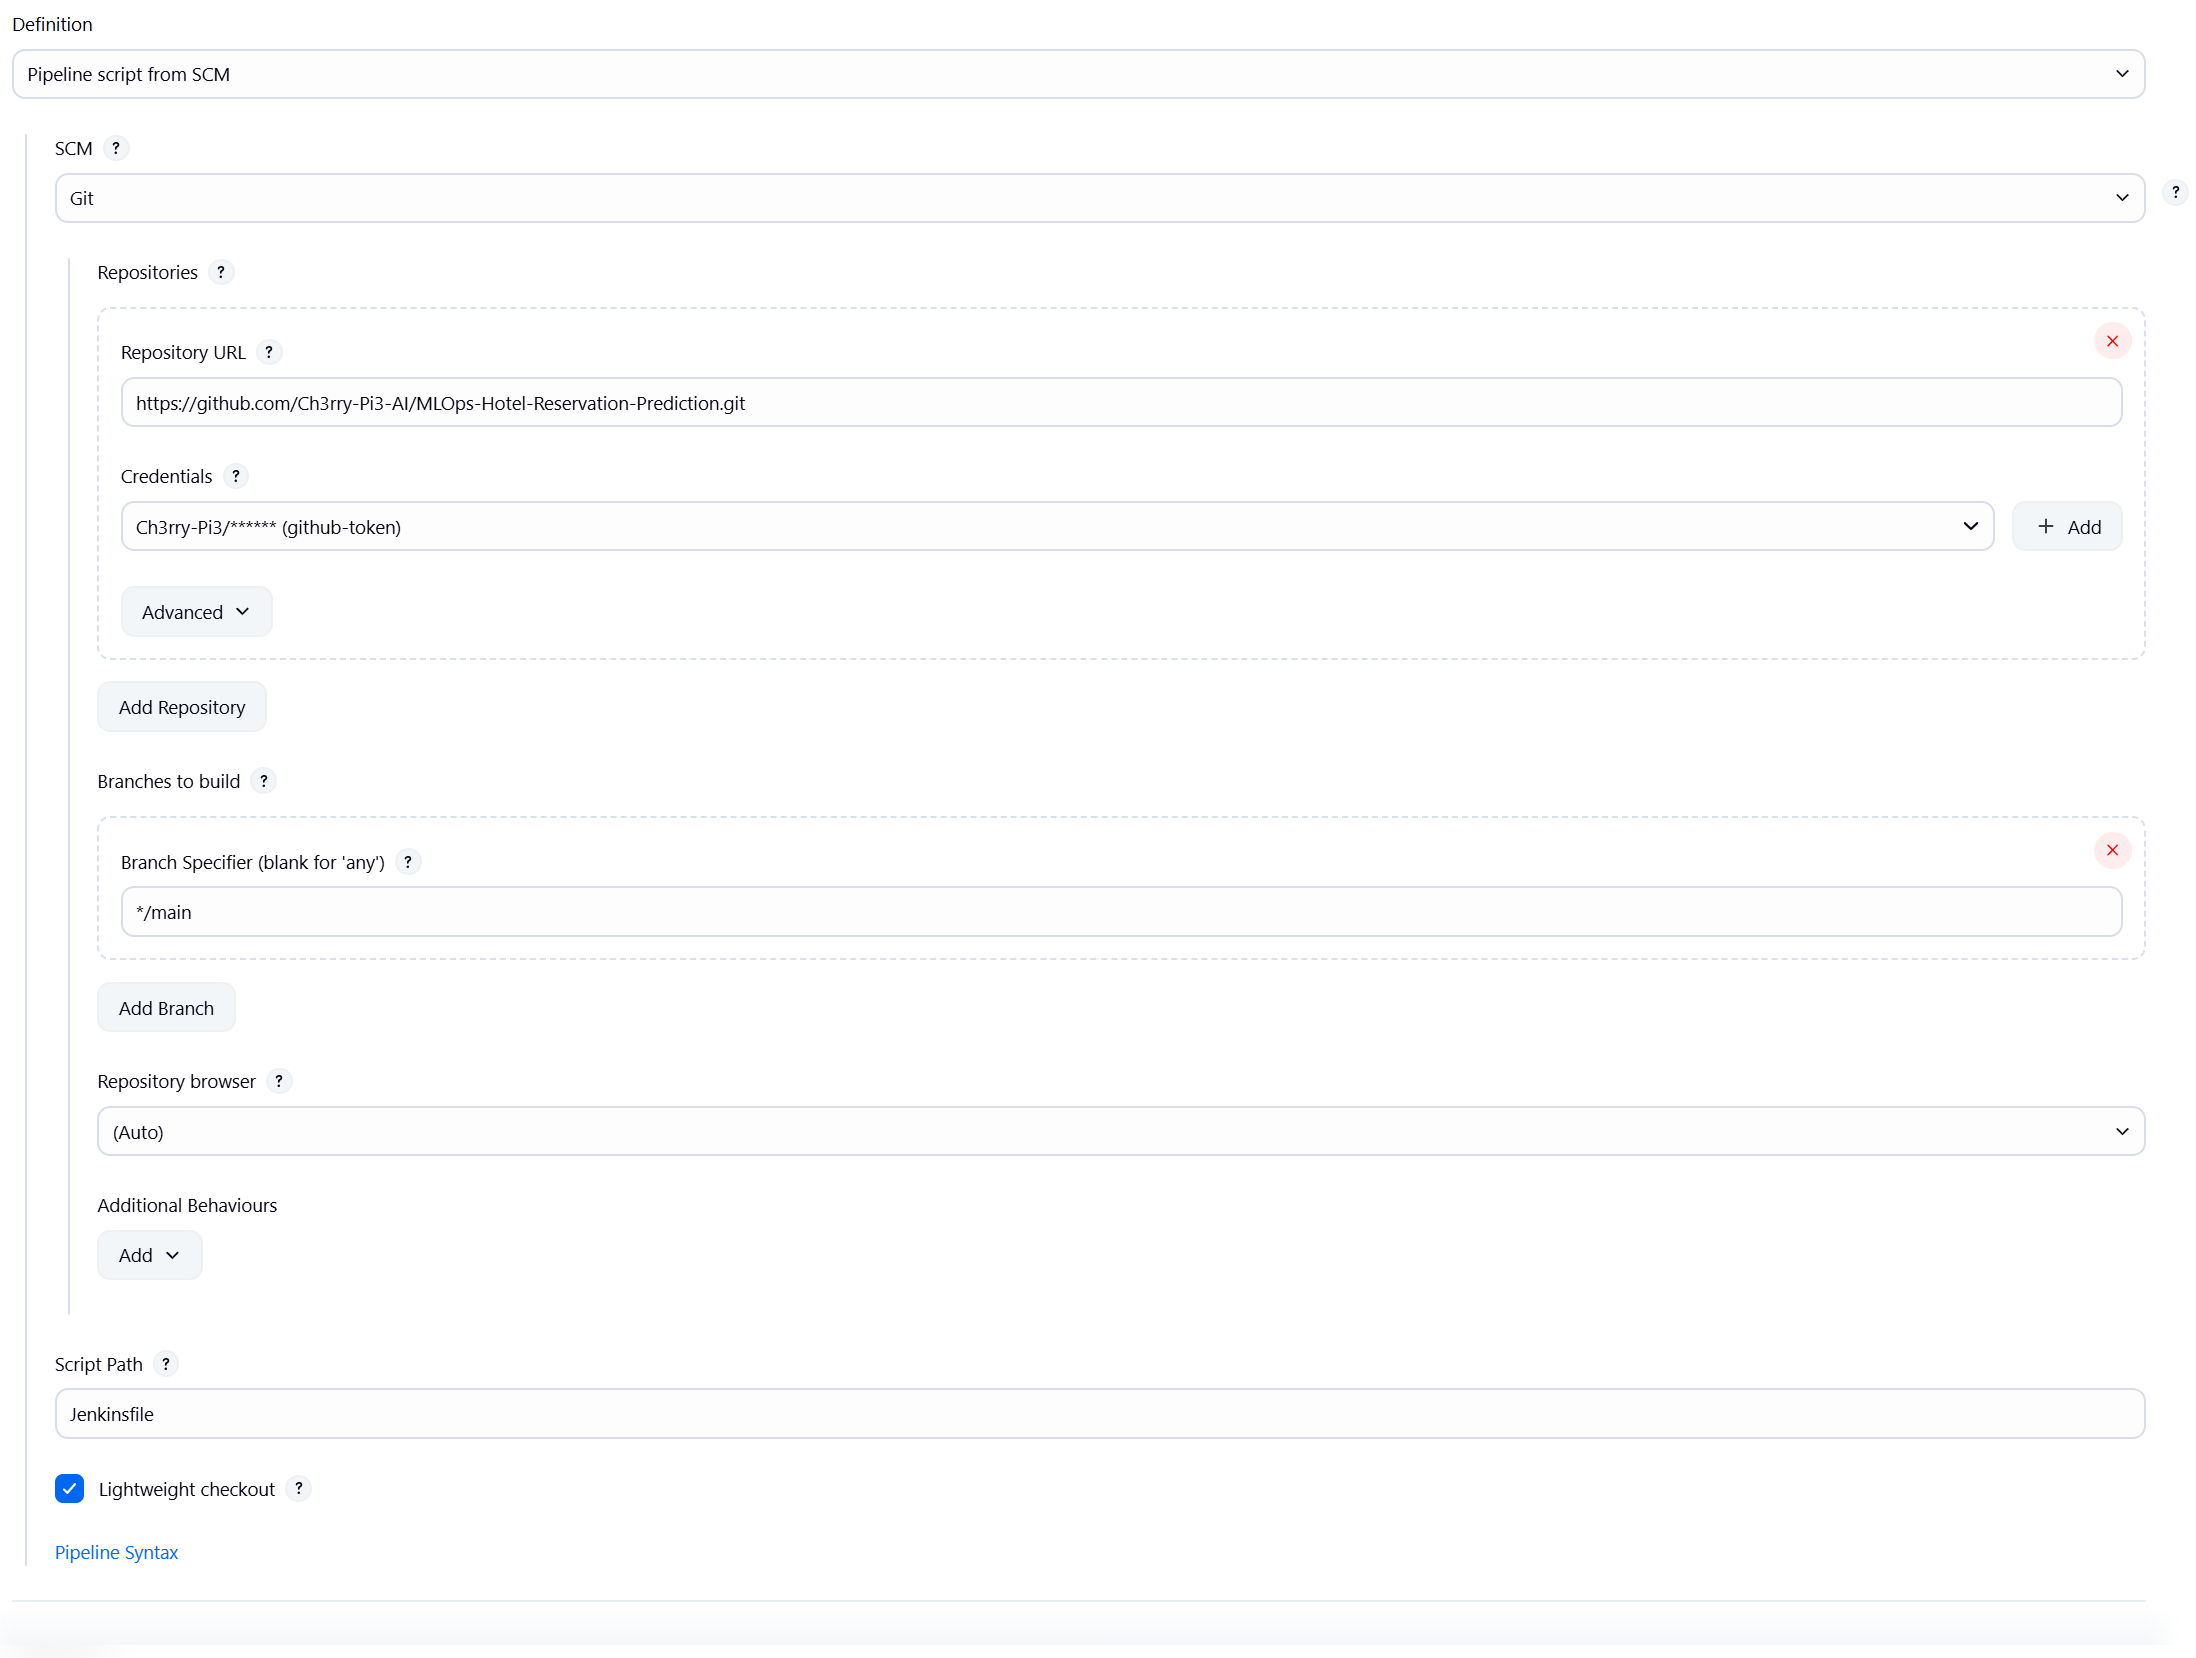 Definition
Pipeline script from SCM
SCM ?
Git
?
Repositories ?
Repository URL ?
https://github.com/Ch3rry-Pi3-AI/MLOps-Hotel-Reservation-Prediction.git
Credentials ?
Ch3rry-Pi3/****** (github-token)
+ Add
Advanced
Add Repository
Branches to build ?
Branch Specifier (blank for 'any') ?
*/main
Add Branch
Repository browser ?
(Auto)
Additional Behaviours
Add
Script Path ?
Jenkinsfile
Lightweight checkout ?
Pipeline Syntax